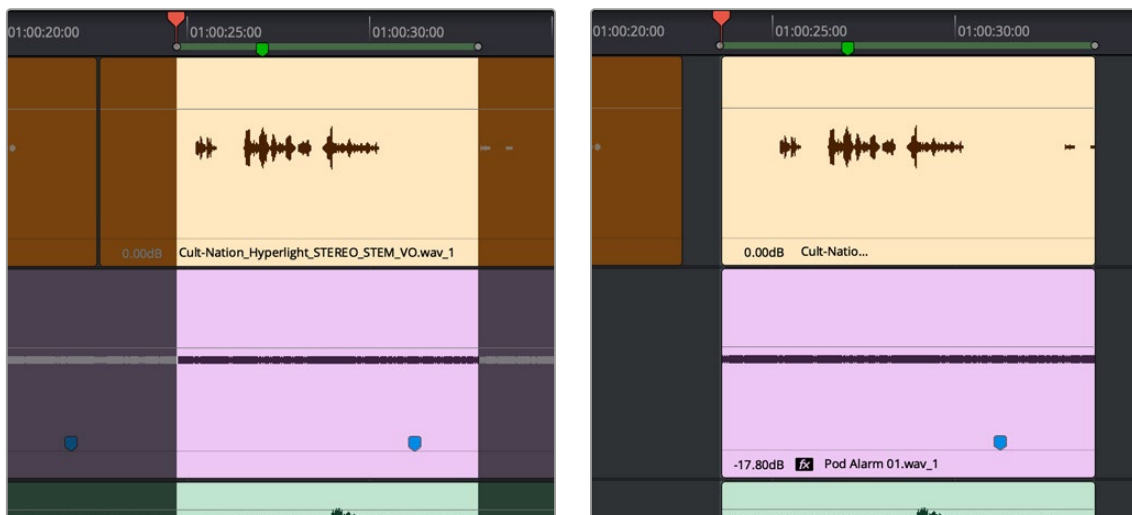 01:00:20:00 01:00:25:00 01:00:30:00
0.00dB Cult-Nation_Hyperlight_STEREO_STEM_VO.wav_1
01:00:20:00 01:00:25:00 01:00:30:00
0.00dB Cult-Natio...
-17.80dB fx Pod Alarm 01.wav_1